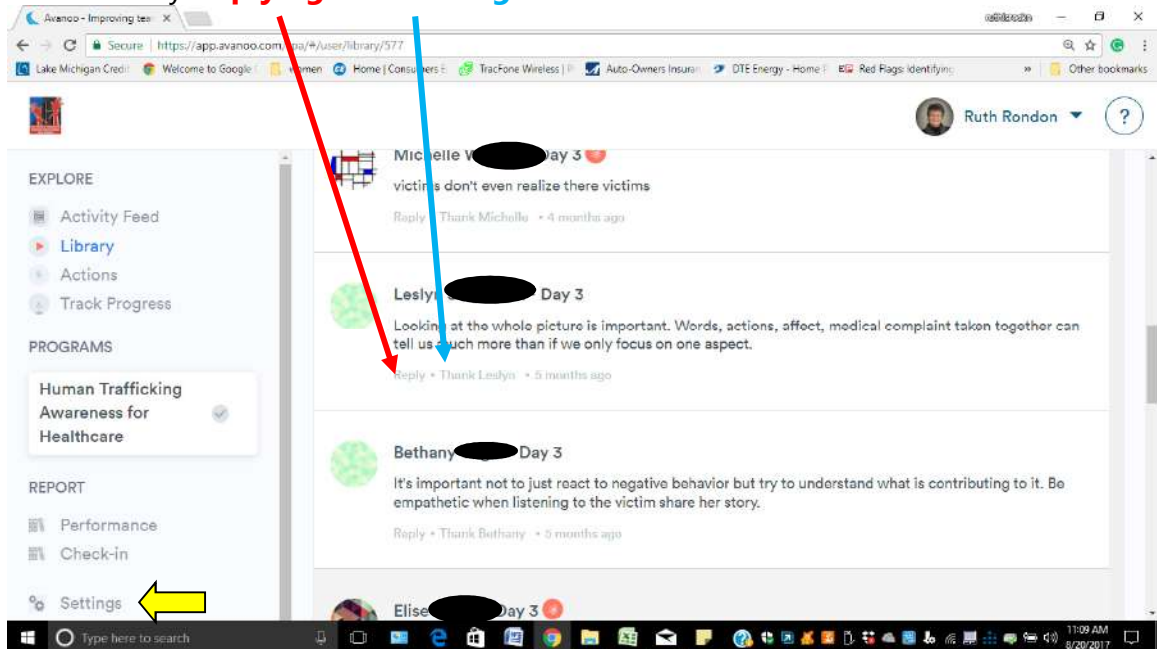 Avanoo - Improving tea
Secure | https://app.avanoo.com/ /#/user/library/577
Lake Michigan Credi Welcome to Google women Home | Consumers E TracFone Wireless | P Auto-Owners Insuran DTE Energy - Home Red Flags: Identifying » Other bookmarks
Ruth Rondon ?
EXPLORE
Activity Feed
Library
Actions
Track Progress
PROGRAMS
Human Trafficking
Awareness for
Healthcare
REPORT
Performance
Check-in
Settings
Michelle Day 3
victims don't even realize there victims
Reply • Thank Michelle • 4 months ago
Leslyn Day 3
Looking at the whole picture is important. Words, actions, affect, medical complaint taken together can
tell us much more than if we only focus on one aspect.
Reply • Thank Leslyn • 5 months ago
Bethany Day 3
It's important not to just react to negative behavior but try to understand what is contributing to it. Be
empathetic when listening to the victim share her story.
Reply • Thank Bethany • 5 months ago
Elise Day 3
Type here to search
11:09 AM
8/20/2017